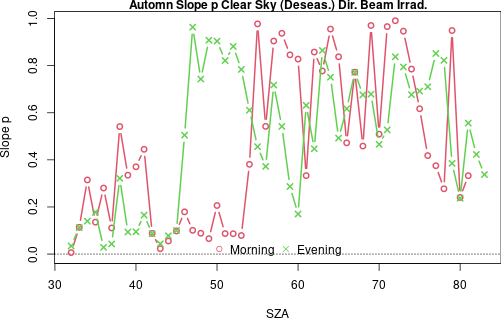 Automn Slope p Clear Sky (Deseas.) Dir. Beam Irrad.
Slope p
1.0
0.8
0.6
0.4
0.2
0.0
Morning Evening
30 40 50 60 70 80
SZA